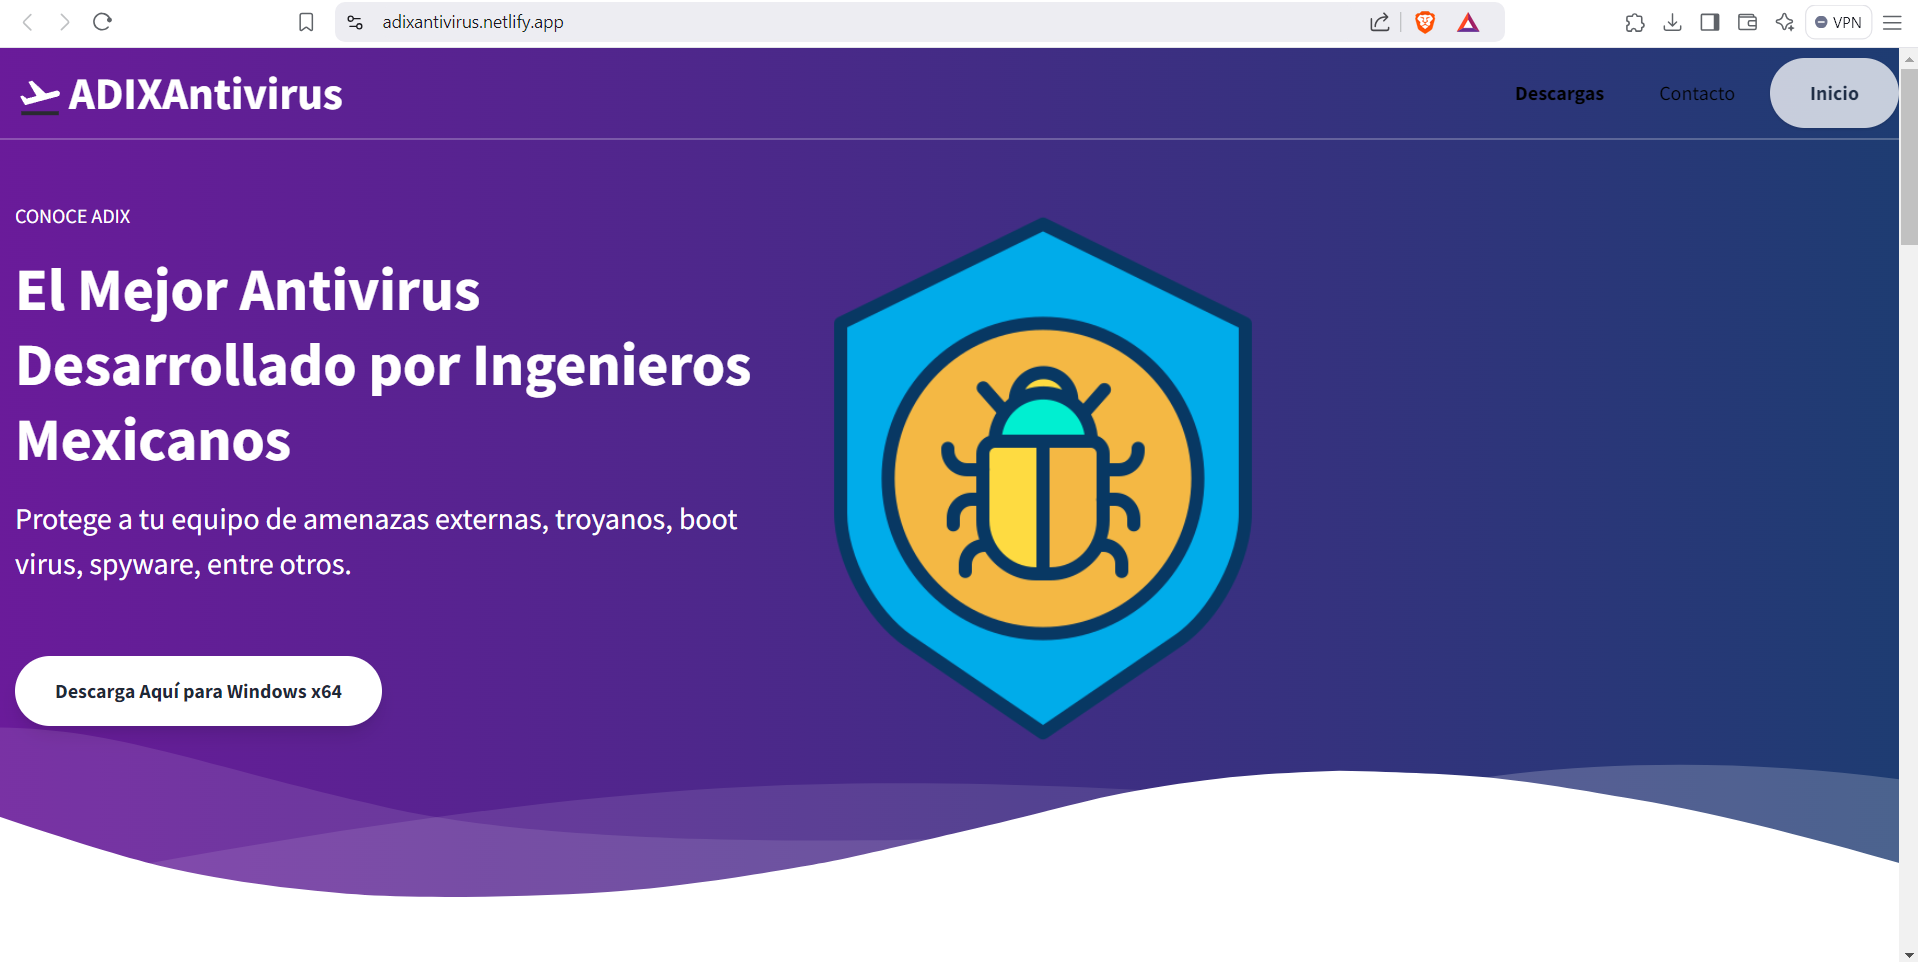 adixantivirus.netlify.app
VPN
ADIXAntivirus
Descargas
Contacto
Inicio
CONOCE ADIX
El Mejor Antivirus
Desarrollado por Ingenieros
Mexicanos
Protege a tu equipo de amenazas externas, troyanos, boot
virus, spyware, entre otros.
Descarga Aquí para Windows x64